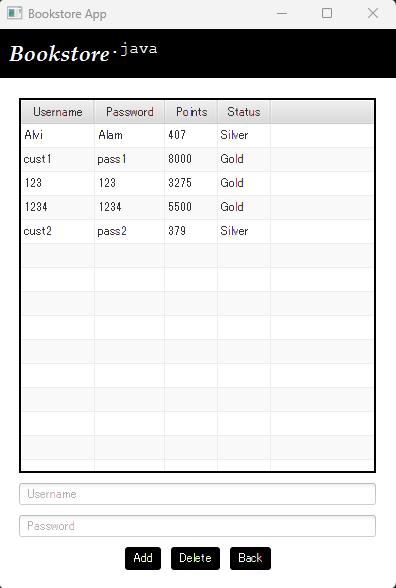 Bookstore App
Bookstore.java
Username Password Points Status
Alvi Alam 407 Silver
cust1 pass1 8000 Gold
123 123 3275 Gold
1234 1234 5500 Gold
cust2 pass2 379 Silver
Username
Password
Add Delete Back